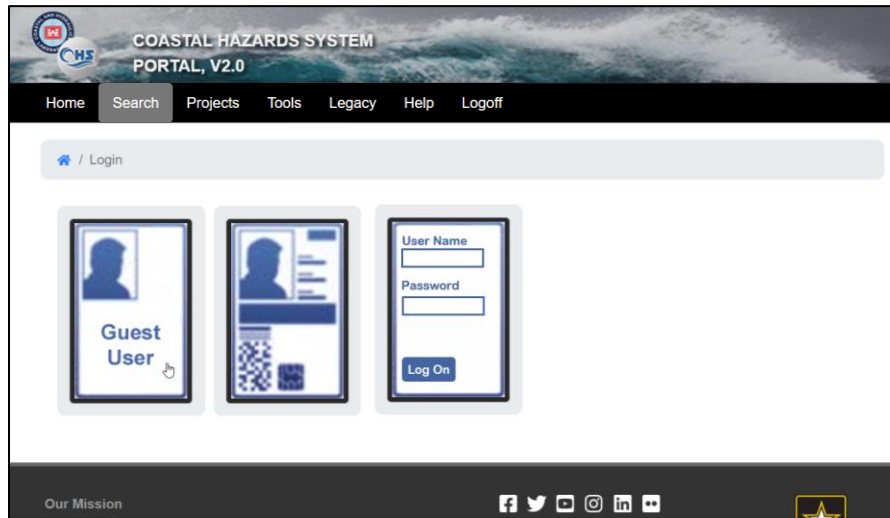 CHS
COASTAL HAZARDS SYSTEM
PORTAL, V2.0
Home Search Projects Tools Legacy Help Logoff
/ Login
Guest
User
User Name
Password
Log On
Our Mission